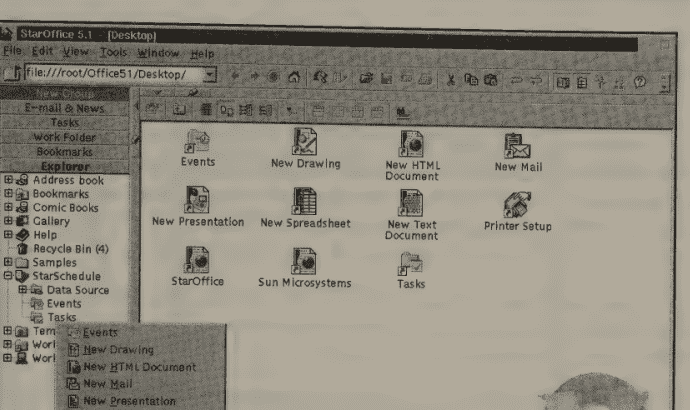 StarOffice 5.1 - [Desktop]
File Edit View Tools Window Help
file:///root/Office51/Desktop/
New Group
E-mail & News
Tasks
Work Folder
Bookmarks
Explorer
Address book
Bookmarks
Comic Books
Gallery
Help
Recycle Bin (4)
Samples
StarSchedule
Data Source
Events
Tasks
Events
New Drawing
New HTML Document
New Mail
New Presentation
Events
New Drawing
New HTML
Document
New Mail
New Presentation
New Spreadsheet
New Text
Document
Printer Setup
StarOffice
Sun Microsystems
Tasks